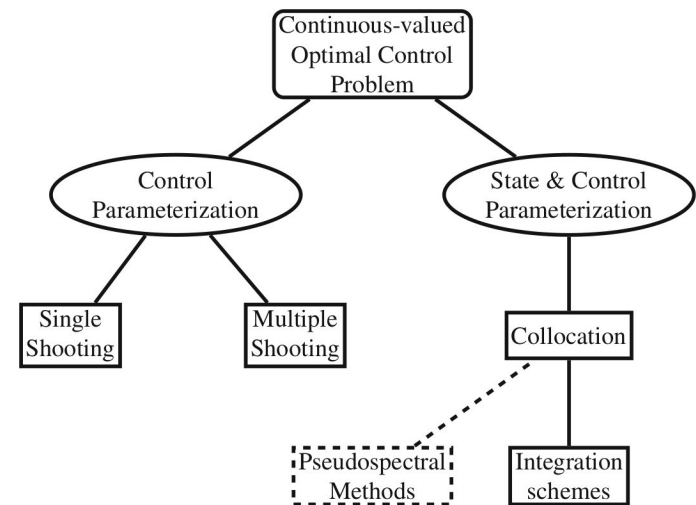 Continuous-valued
Optimal Control
Problem
Control
Parameterization
State & Control
Parameterization
Single
Shooting
Multiple
Shooting
Collocation
Pseudospectral
Methods
Integration
schemes